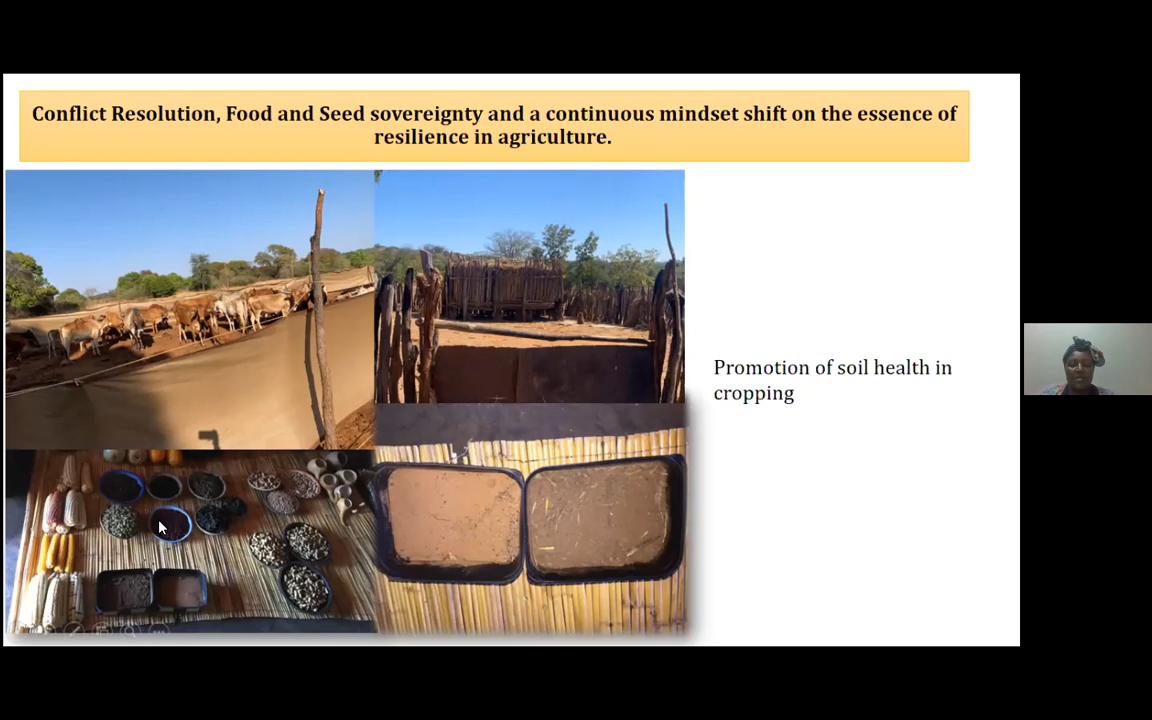 Conflict Resolution, Food and Seed sovereignty and a continuous mindset shift on the essence of
resilience in agriculture.
Promotion of soil health in
cropping